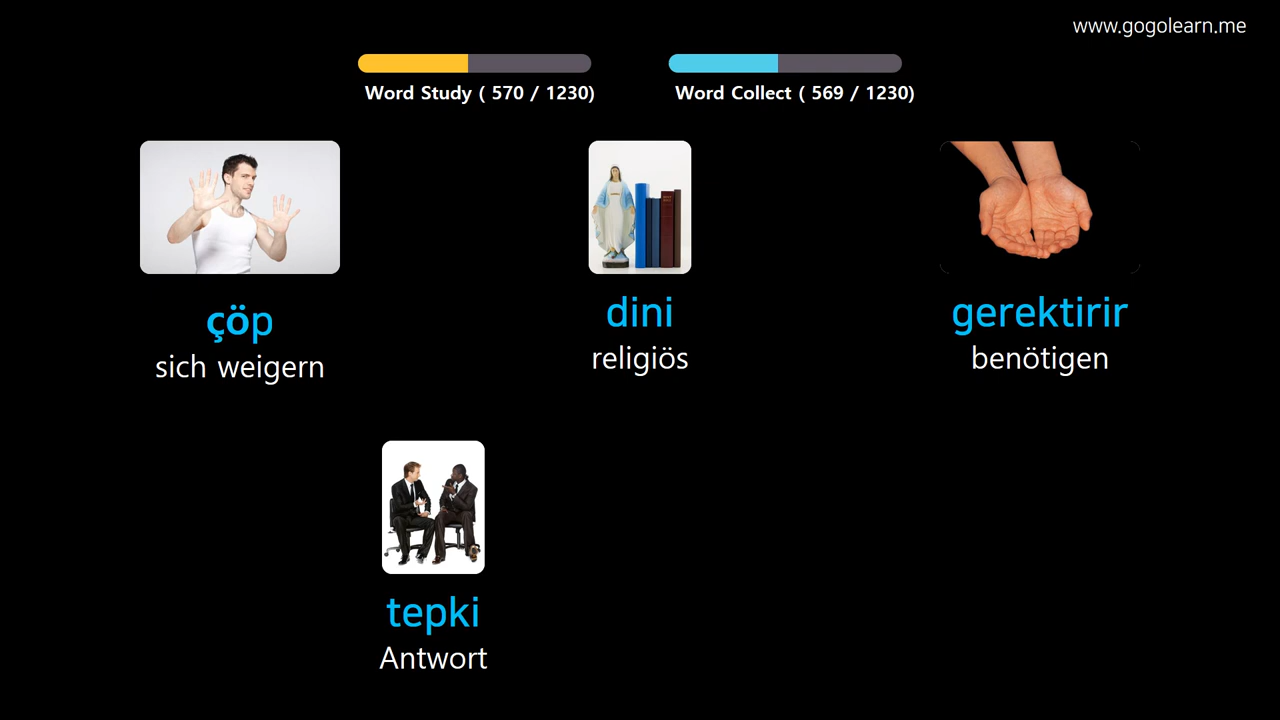 www.gogolearn.me
Word Study ( 570 / 1230)
Word Collect ( 569 / 1230)
çöp
sich weigern
dini
religiös
gerektirir
benötigen
tepki
Antwort